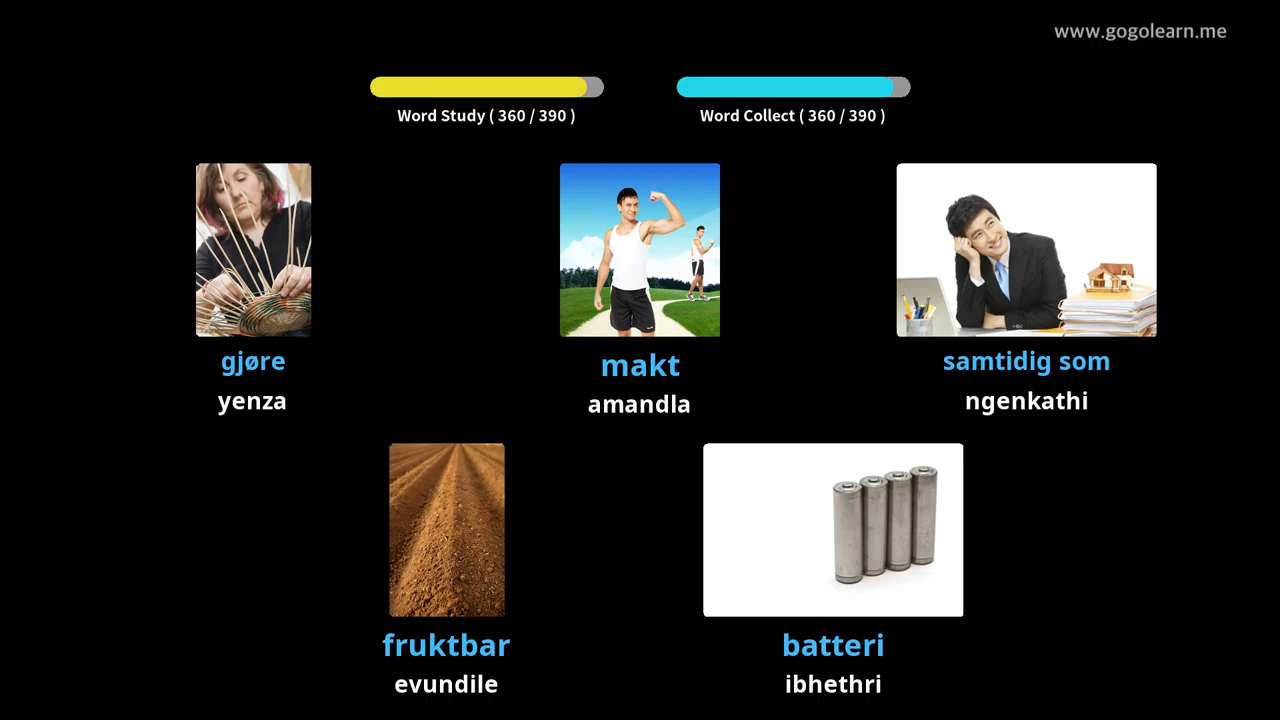 www.gogolearn.me
Word Study ( 360 / 390 )
Word Collect ( 360 / 390 )
gjøre
yenza
makt
amandla
samtidig som
ngenkathi
fruktbar
evundile
batteri
ibhethri